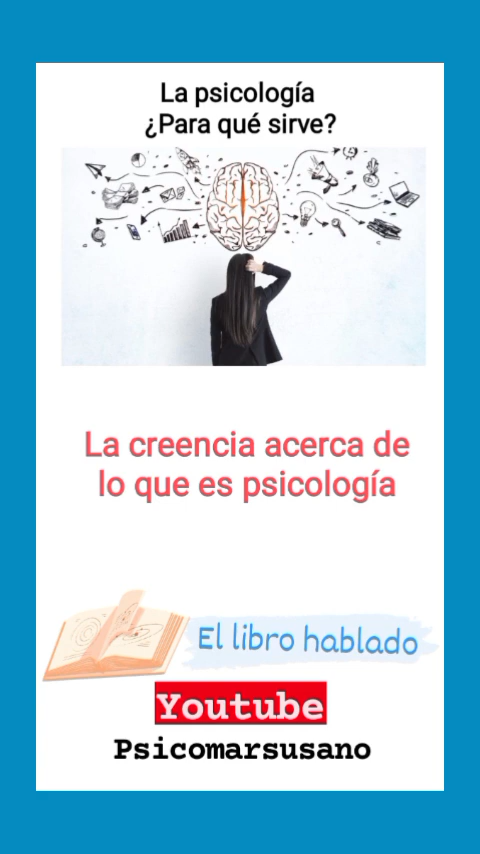 La psicología
¿Para qué sirve?
La creencia acerca de
lo que es psicología
El libro hablado
Youtube
Psicomarsusano